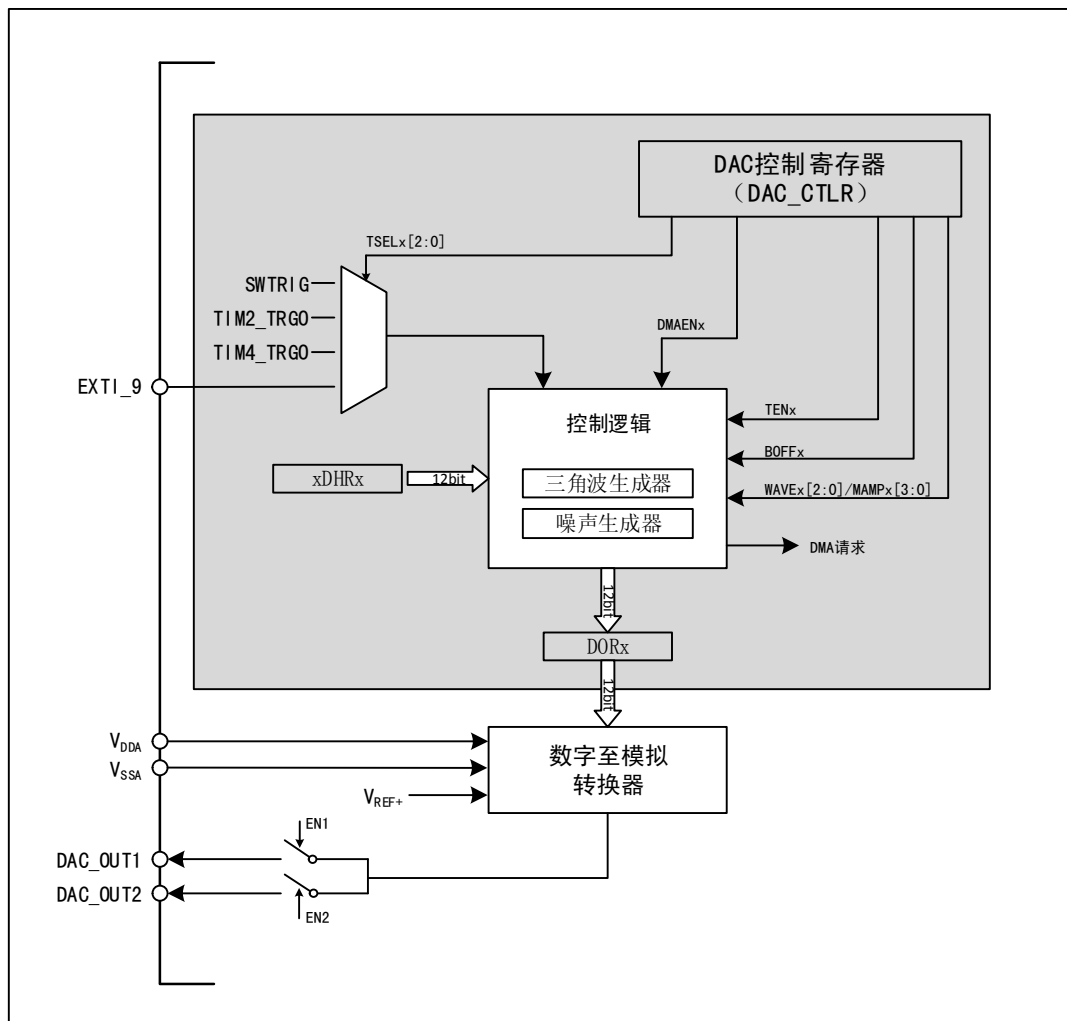 DAC控制寄存器
（DAC_CTLR）
TSELx[2:0]
SWTRIG
TIM2_TRGO
TIM4_TRGO
EXTI_9
DMAENx
TENx
BOFFx
WAVEx[2:0]/MAMPx[3:0]
控制逻辑
三角波生成器
噪声生成器
xDHRx
12bit
DMA请求
12bit
DORx
12bit
VDDA
VSSA
VREF+
数字至模拟
转换器
EN1
DAC_OUT1
DAC_OUT2
EN2